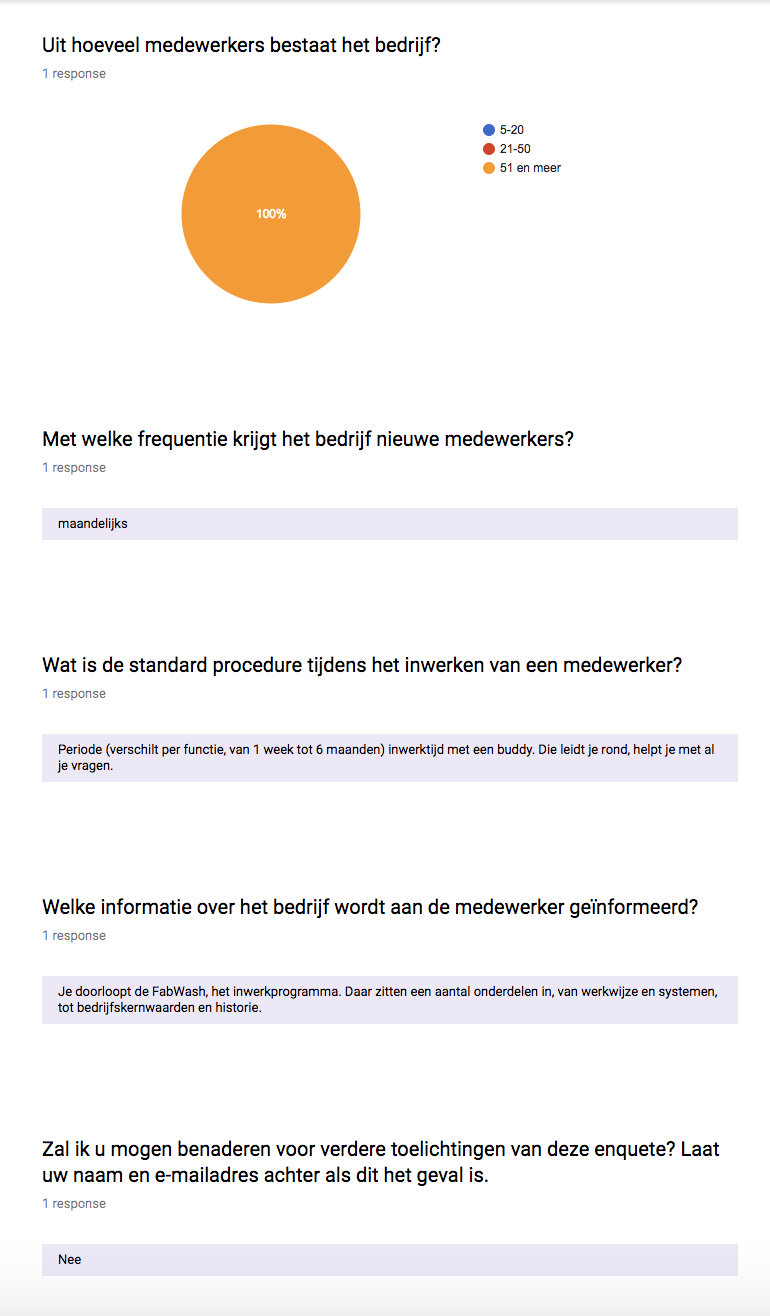 Uit hoeveel medewerkers bestaat het bedrijf?
1 response
100%
5-20
21-50
51 en meer
Met welke frequentie krijgt het bedrijf nieuwe medewerkers?
1 response
maandelijks
Wat is de standard procedure tijdens het inwerken van een medewerker?
1 response
Periode (verschilt per functie, van 1 week tot 6 maanden) inwerktijd met een buddy. Die leidt je rond, helpt je met al
je vragen.
Welke informatie over het bedrijf wordt aan de medewerker geïnformeerd?
1 response
Je doorloopt de FabWash, het inwerkprogramma. Daar zitten een aantal onderdelen in, van werkwijze en systemen,
tot bedrijfskernwaarden en historie.
Zal ik u mogen benaderen voor verdere toelichtingen van deze enquete? Laat
uw naam en e-mailadres achter als dit het geval is.
1 response
Nee